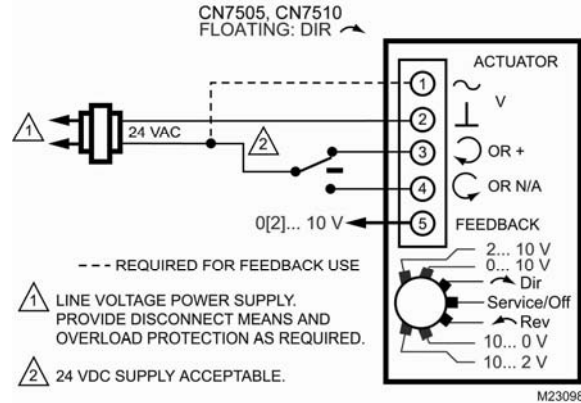 CN7505, CN7510
FLOATING: DIR
ACTUATOR
1
V
2
1
24 VAC
2
3
OR +
4
OR N/A
0[2]... 10 V
5
FEEDBACK
2... 10 V
0... 10 V
Dir
Service/Off
Rev
10... 0 V
10... 2 V
--- REQUIRED FOR FEEDBACK USE
1 LINE VOLTAGE POWER SUPPLY.
PROVIDE DISCONNECT MEANS AND
OVERLOAD PROTECTION AS REQUIRED.
2 24 VDC SUPPLY ACCEPTABLE.
M23098